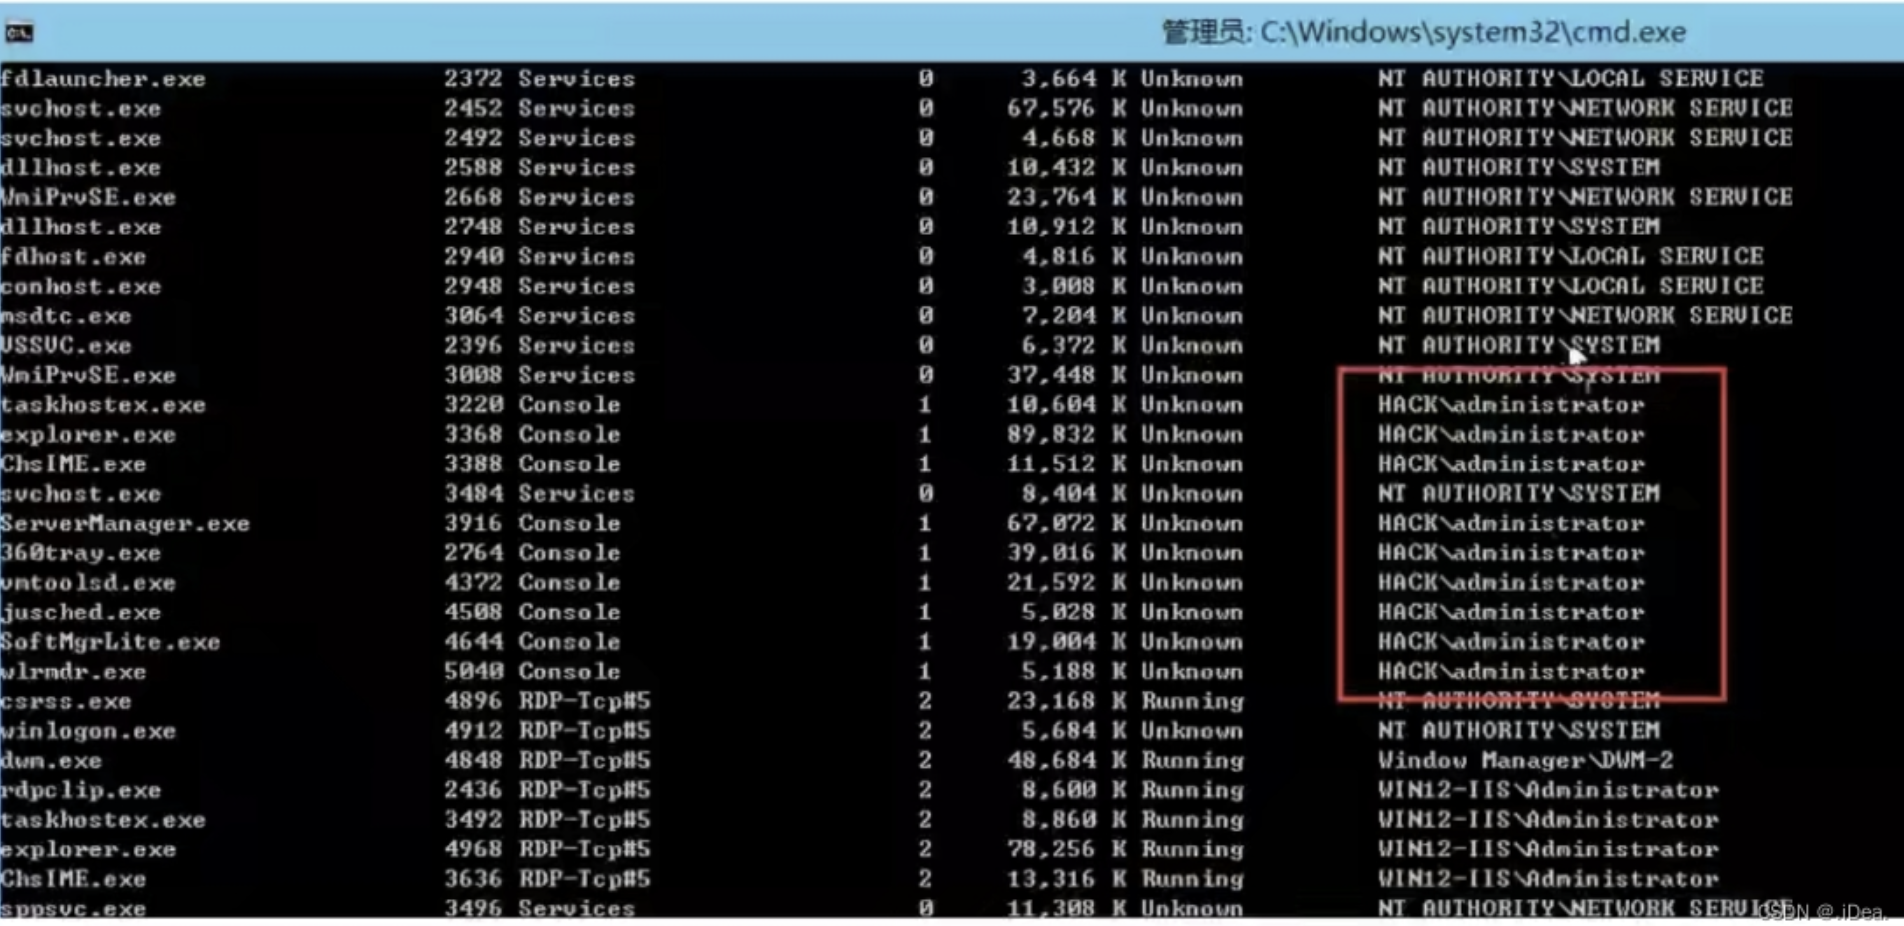 管理员: C:\Windows\system32\cmd.exe
fdlauncher.exe 2372 Services 0 3,664 K Unknown NT AUTHORITY\LOCAL SERVICE
svchost.exe 2452 Services 0 67,576 K Unknown NT AUTHORITY\NETWORK SERVICE
svchost.exe 2492 Services 0 4,668 K Unknown NT AUTHORITY\NETWORK SERVICE
dllhost.exe 2588 Services 0 10,432 K Unknown NT AUTHORITY\SYSTEM
WmiPrvSE.exe 2668 Services 0 23,764 K Unknown NT AUTHORITY\NETWORK SERVICE
dllhost.exe 2748 Services 0 10,912 K Unknown NT AUTHORITY\SYSTEM
fdhost.exe 2940 Services 0 4,816 K Unknown NT AUTHORITY\LOCAL SERVICE
conhost.exe 2948 Services 0 3,008 K Unknown NT AUTHORITY\LOCAL SERVICE
msdtc.exe 3064 Services 0 7,204 K Unknown NT AUTHORITY\NETWORK SERVICE
VSSVC.exe 2396 Services 0 6,372 K Unknown NT AUTHORITY\SYSTEM
WmiPrvSE.exe 3008 Services 0 37,448 K Unknown NT AUTHORITY\SYSTEM
taskhostex.exe 3220 Console 1 10,604 K Unknown HACK\administrator
explorer.exe 3368 Console 1 89,832 K Unknown HACK\administrator
ChsIME.exe 3388 Console 1 11,512 K Unknown HACK\administrator
svchost.exe 3484 Services 0 8,404 K Unknown NT AUTHORITY\SYSTEM
ServerManager.exe 3916 Console 1 67,072 K Unknown HACK\administrator
360tray.exe 2764 Console 1 39,016 K Unknown HACK\administrator
vmtoolsd.exe 4372 Console 1 21,592 K Unknown HACK\administrator
jusched.exe 4508 Console 1 5,028 K Unknown HACK\administrator
SoftMgrLite.exe 4644 Console 1 19,004 K Unknown HACK\administrator
wlrmdr.exe 5040 Console 1 5,188 K Unknown HACK\administrator
csrss.exe 4896 RDP-Tcp#5 2 23,168 K Running NT AUTHORITY\SYSTEM
winlogon.exe 4912 RDP-Tcp#5 2 5,684 K Unknown NT AUTHORITY\SYSTEM
dwm.exe 4848 RDP-Tcp#5 2 48,684 K Running Window Manager\DWM-2
rdpclip.exe 2436 RDP-Tcp#5 2 8,600 K Running WIN12-IIS\Administrator
taskhostex.exe 3492 RDP-Tcp#5 2 8,860 K Running WIN12-IIS\Administrator
explorer.exe 4968 RDP-Tcp#5 2 78,256 K Running WIN12-IIS\Administrator
ChsIME.exe 3636 RDP-Tcp#5 2 13,316 K Running WIN12-IIS\Administrator
sppsvc.exe 3496 Services 0 11,308 K Unknown NT AUTHORITY\NETWORK SERVICE
CSDN @.iDea.